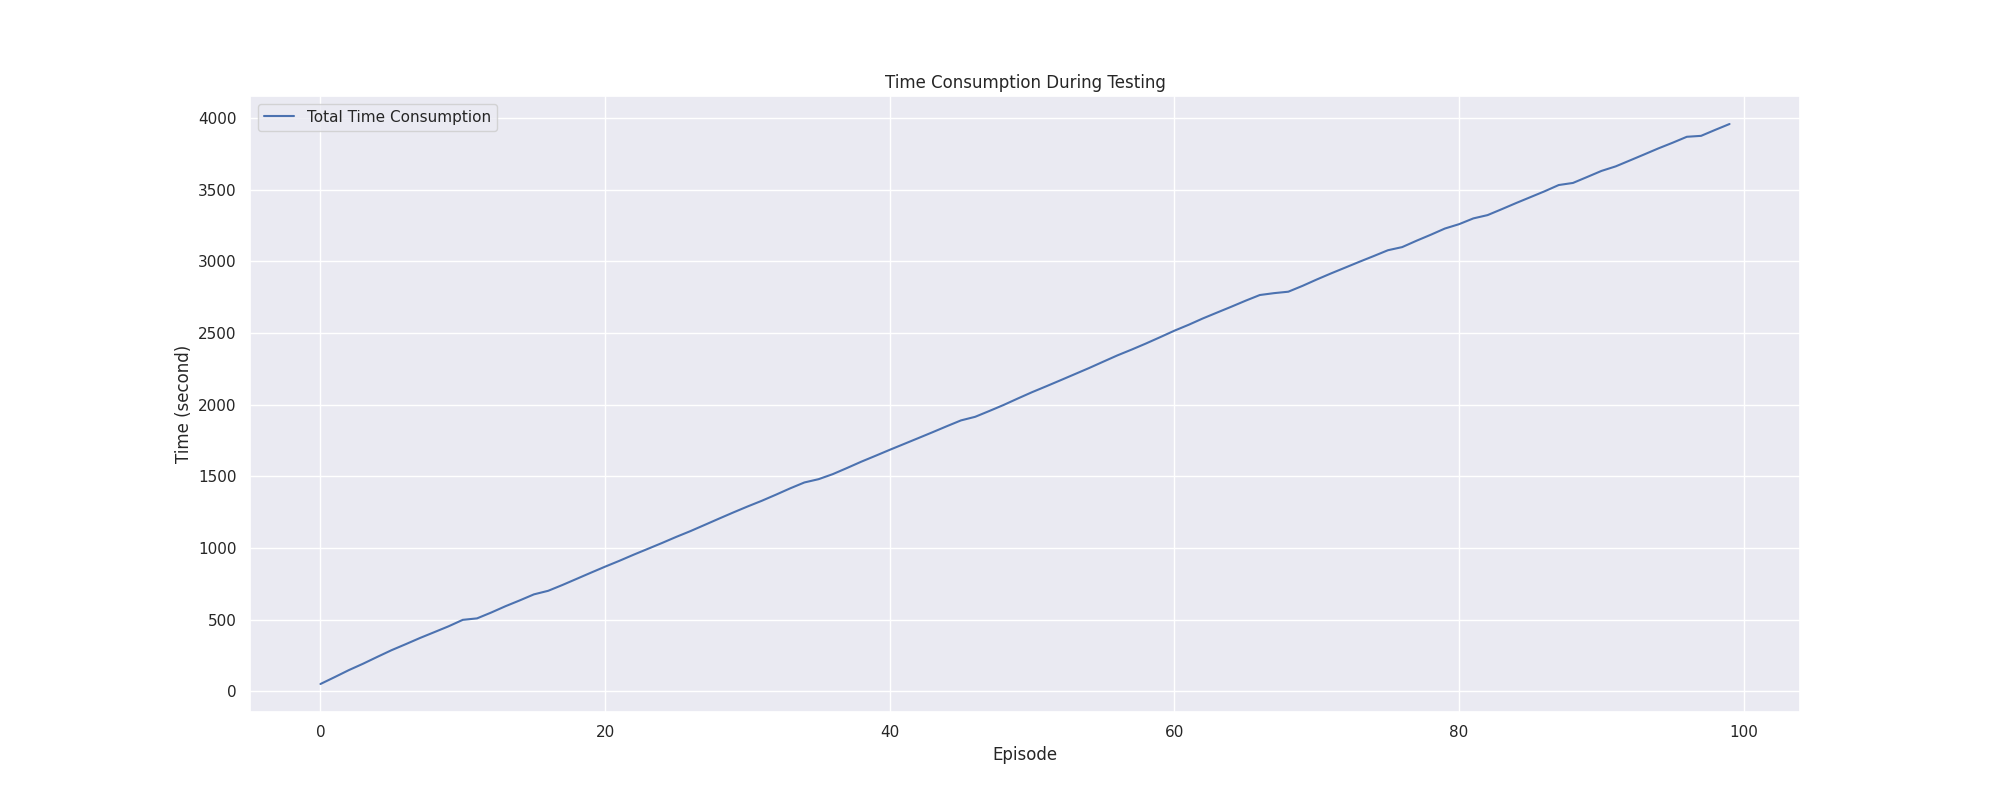 Time Consumption During Testing
Total Time Consumption
4000
3500
3000
2500
2000
1500
1000
500
0
Time (second)
0 20 40 60 80 100
Episode